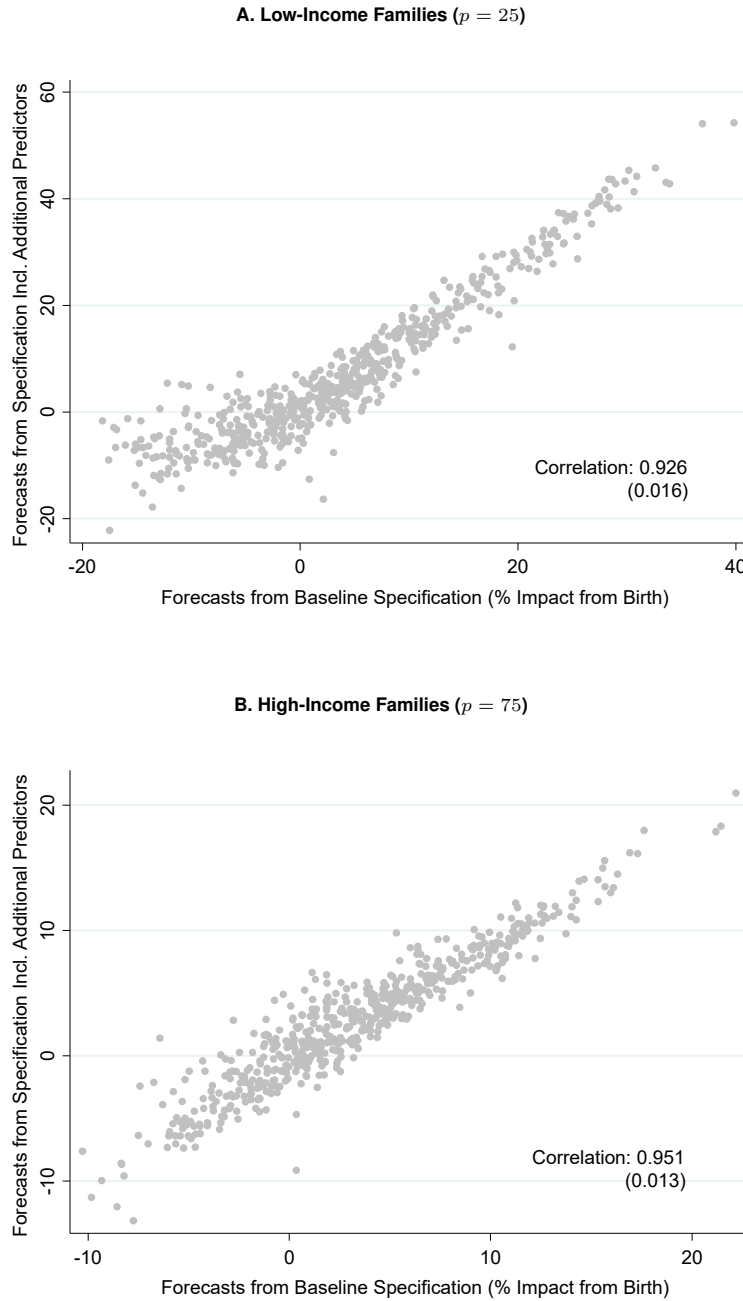 A. Low-Income Families (p = 25)
Forecasts from Specification Incl. Additional Predictors
60
40
20
0
-20
Correlation: 0.926
(0.016)
-20 0 20 40
Forecasts from Baseline Specification (% Impact from Birth)
B. High-Income Families (p = 75)
Forecasts from Specification Incl. Additional Predictors
20
10
0
-10
Correlation: 0.951
(0.013)
-10 0 10 20
Forecasts from Baseline Specification (% Impact from Birth)